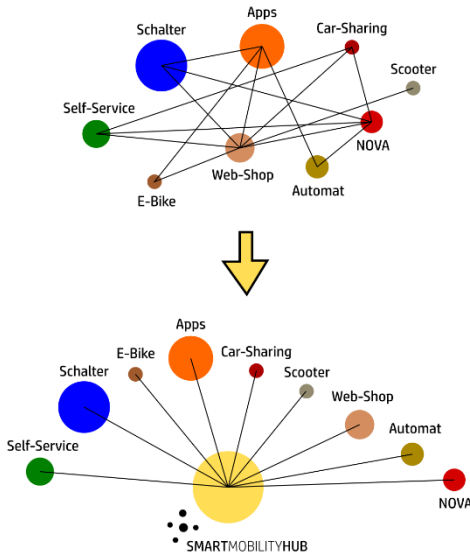 Apps
Schalter
Car-Sharing
Scooter
Self-Service
NOVA
Web-Shop
Automat
E-Bike
Apps
E-Bike
Car-Sharing
Schalter
Scooter
Web-Shop
Automat
Self-Service
NOVA
SMARTMOBILITYHUB